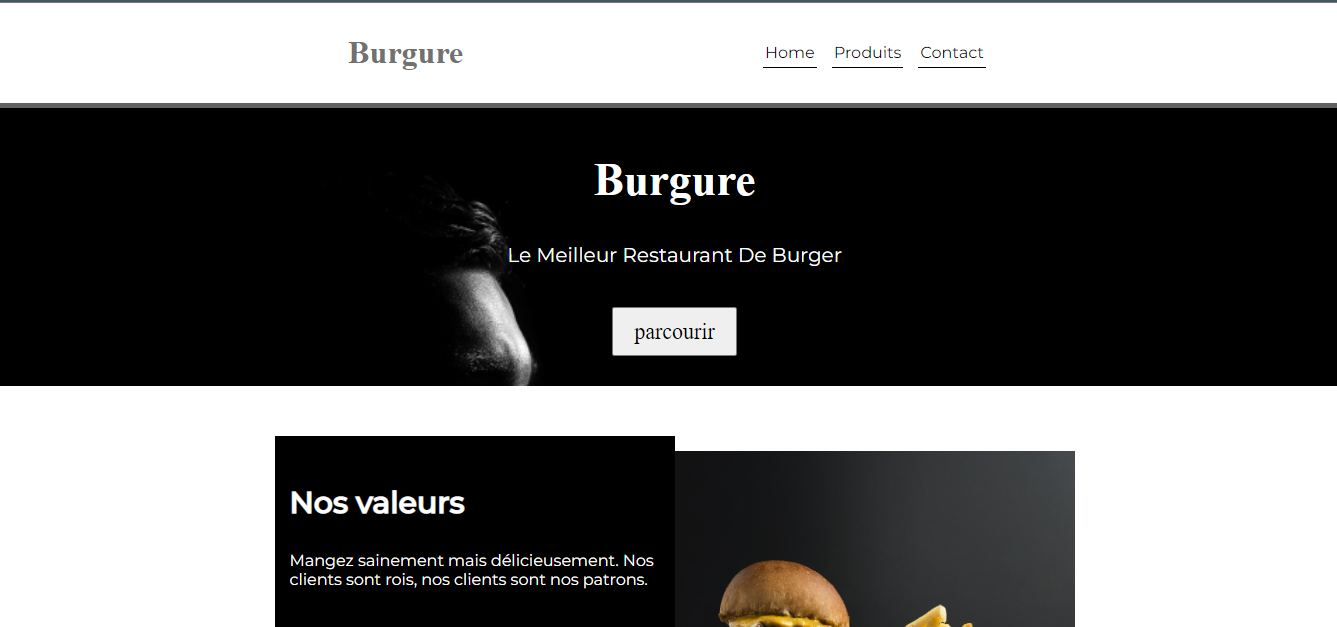 Burgure
Home Produits Contact
Burgure
Le Meilleur Restaurant De Burger
parcourir
Nos valeurs
Mangez sainement mais délicieusement. Nos
clients sont rois, nos clients sont nos patrons.